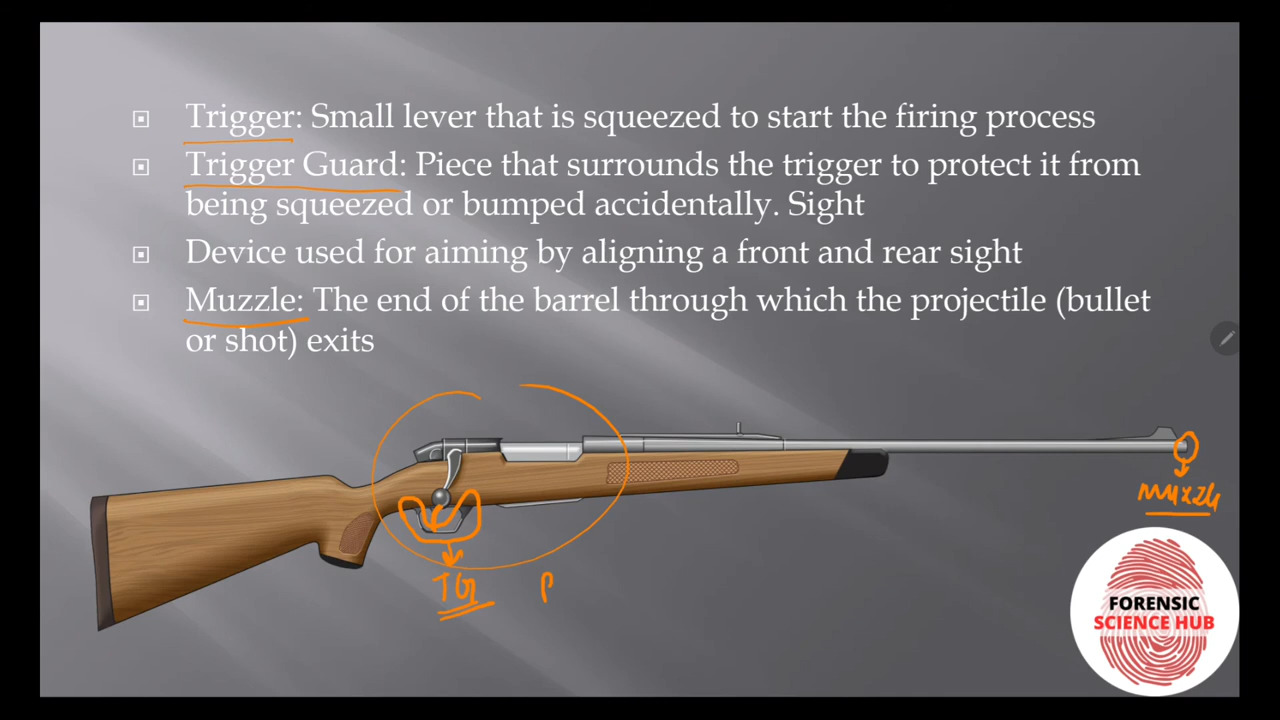 Trigger: Small lever that is squeezed to start the firing process
Trigger Guard: Piece that surrounds the trigger to protect it from
being squeezed or bumped accidentally. Sight
Device used for aiming by aligning a front and rear sight
Muzzle: The end of the barrel through which the projectile (bullet
or shot) exits
Muzzle
TG
FORENSIC
SCIENCE HUB